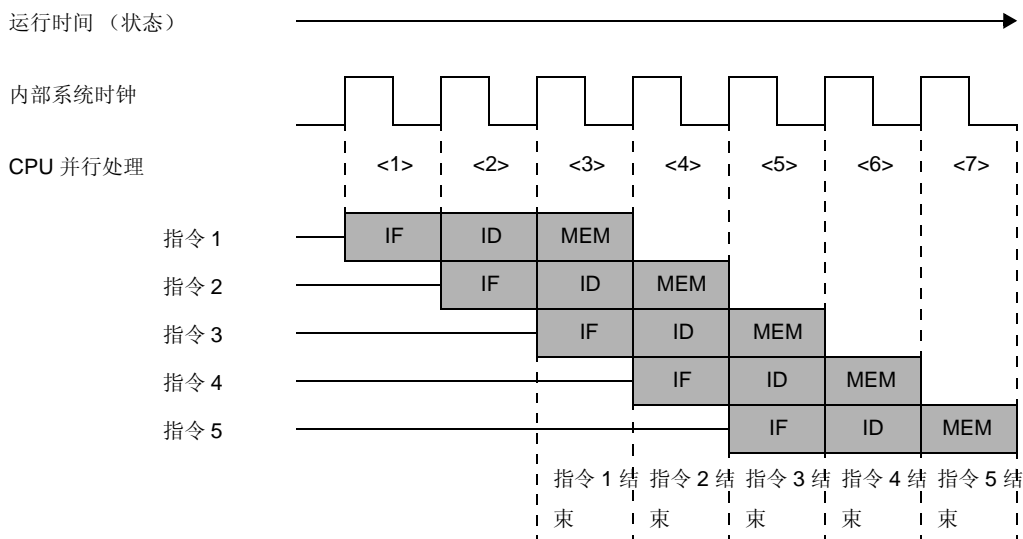 运行时间 （状态）
内部系统时钟
CPU 并行处理 <1> <2> <3> <4> <5> <6> <7>
指令 1 IF ID MEM
指令 2 IF ID MEM
指令 3 IF ID MEM
指令 4 IF ID MEM
指令 5 IF ID MEM
指令 1 结 指令 2 结 指令 3 结 指令 4 结 指令 5 结
束 束 束 束 束